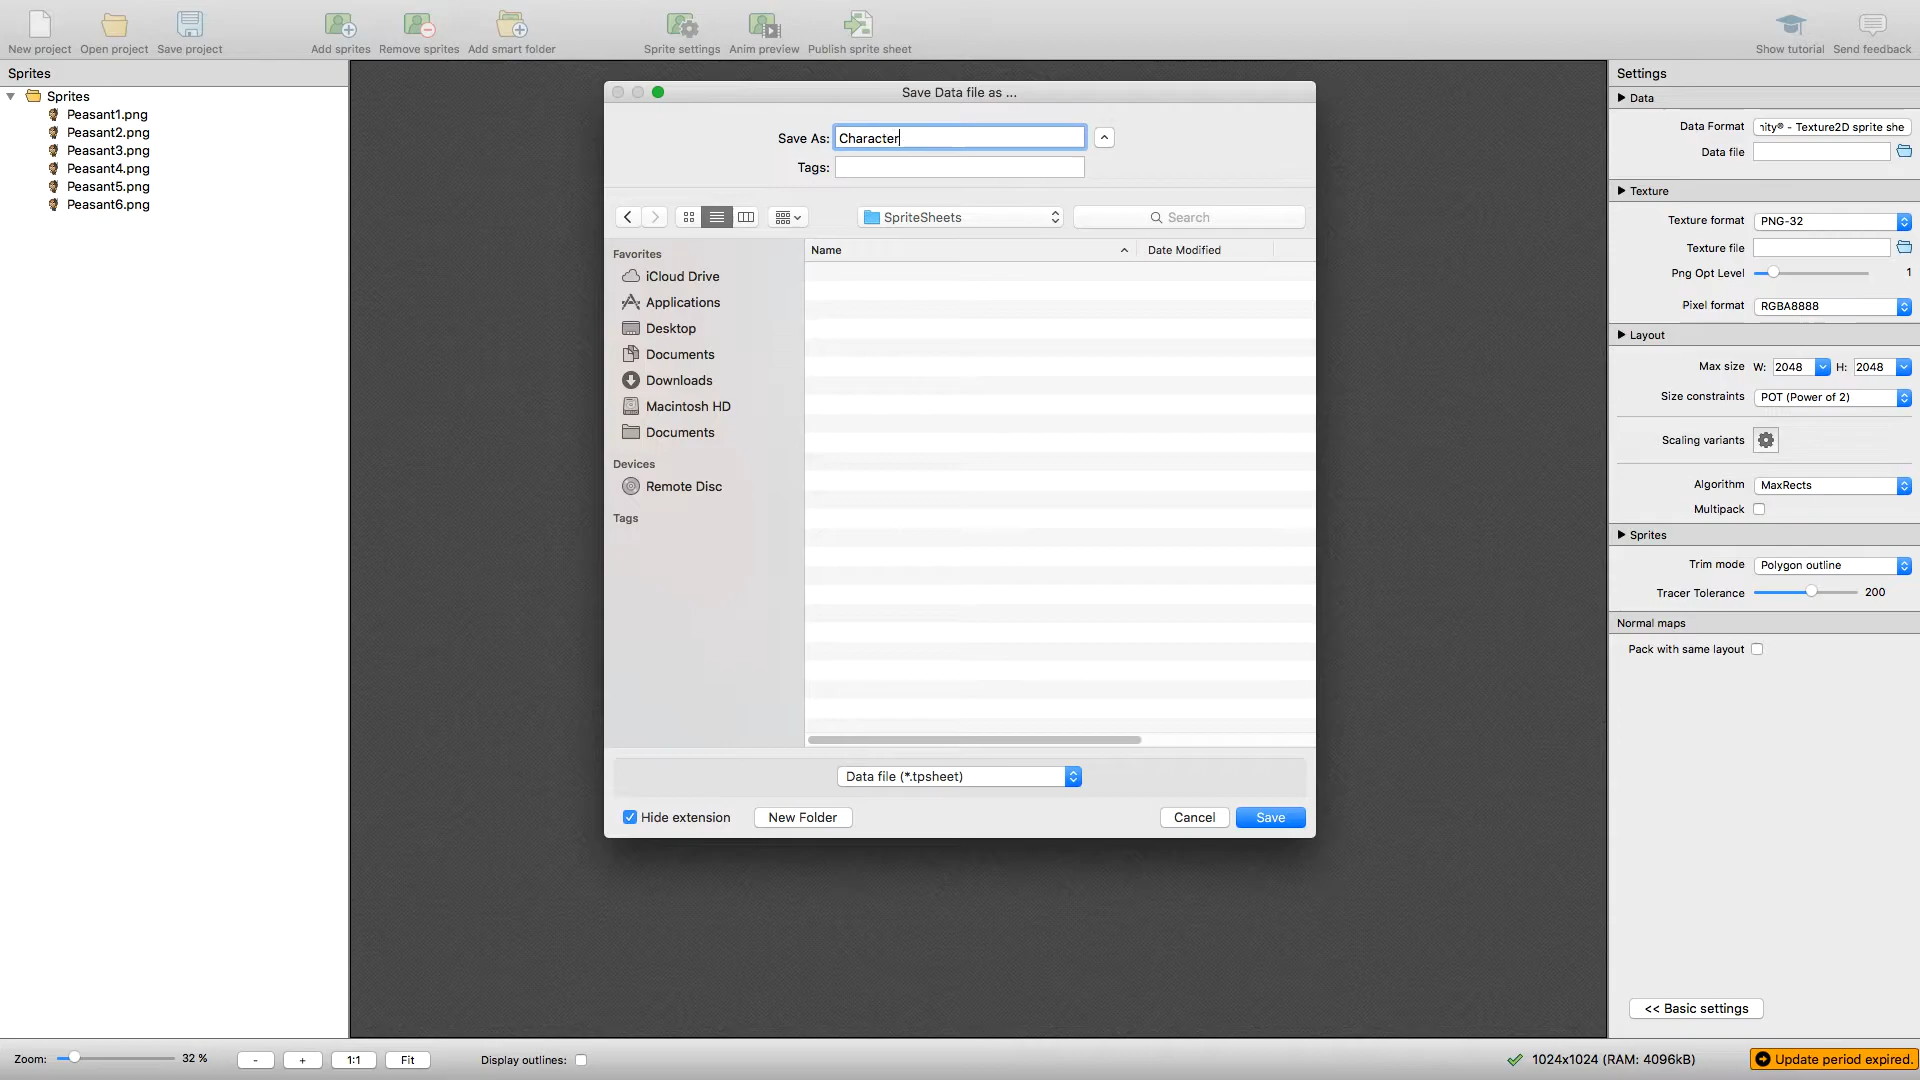 New project
Open project
Save project
Add sprites
Remove sprites
Add smart folder
Sprite settings
Anim preview
Publish sprite sheet
Show tutorial
Send feedback
Sprites
Sprites
Peasant1.png
Peasant2.png
Peasant3.png
Peasant4.png
Peasant5.png
Peasant6.png
Save Data file as ...
Save As: Character
Tags:
SpriteSheets
Search
Name
Date Modified
Favorites
iCloud Drive
Applications
Desktop
Documents
Downloads
Macintosh HD
Documents
Devices
Remote Disc
Tags
Data file (*.tpsheet)
Hide extension
New Folder
Cancel
Save
Settings
Data
Data Format nity® - Texture2D sprite she
Data file
Texture
Texture format PNG-32
Texture file
Png Opt Level 1
Pixel format RGBA8888
Layout
Max size W: 2048 H: 2048
Size constraints POT (Power of 2)
Scaling variants
Algorithm MaxRects
Multipack
Sprites
Trim mode Polygon outline
Tracer Tolerance 200
Normal maps
Pack with same layout
<< Basic settings
Zoom: 32 % - + 1:1 Fit Display outlines:
1024x1024 (RAM: 4096kB)
Update period expired.